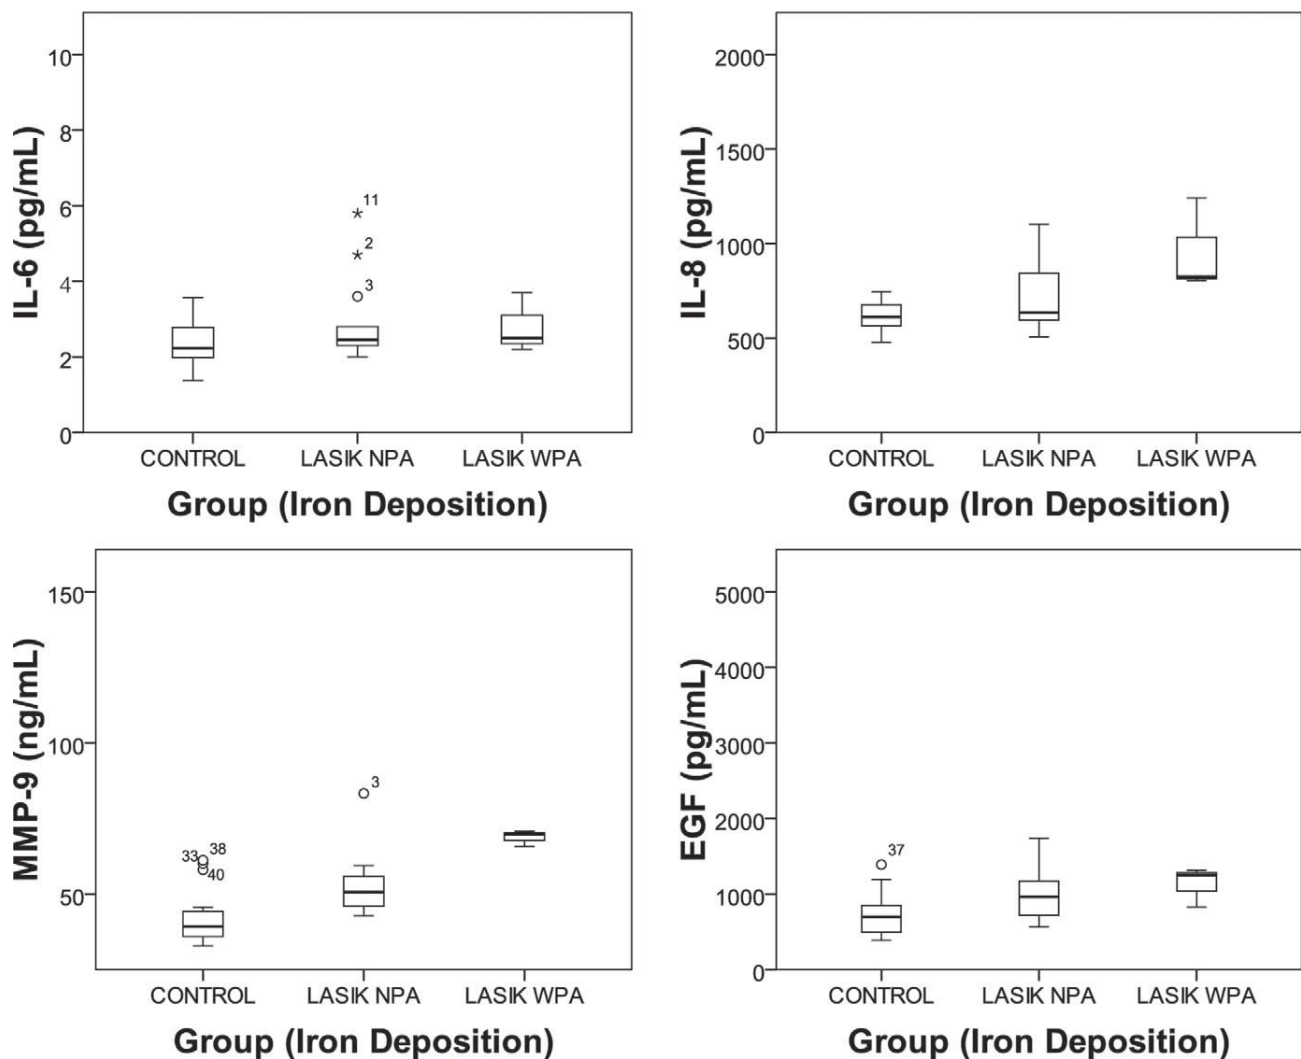 IL-6 (pg/mL)
10
8
6
4
2
0
11
2
3
CONTROL LASIK NPA LASIK WPA
Group (Iron Deposition)
IL-8 (pg/mL)
2000
1500
1000
500
0
CONTROL LASIK NPA LASIK WPA
Group (Iron Deposition)
MMP-9 (ng/mL)
150
100
50
33 38
40
3
CONTROL LASIK NPA LASIK WPA
Group (Iron Deposition)
EGF (pg/mL)
5000
4000
3000
2000
1000
0
37
CONTROL LASIK NPA LASIK WPA
Group (Iron Deposition)